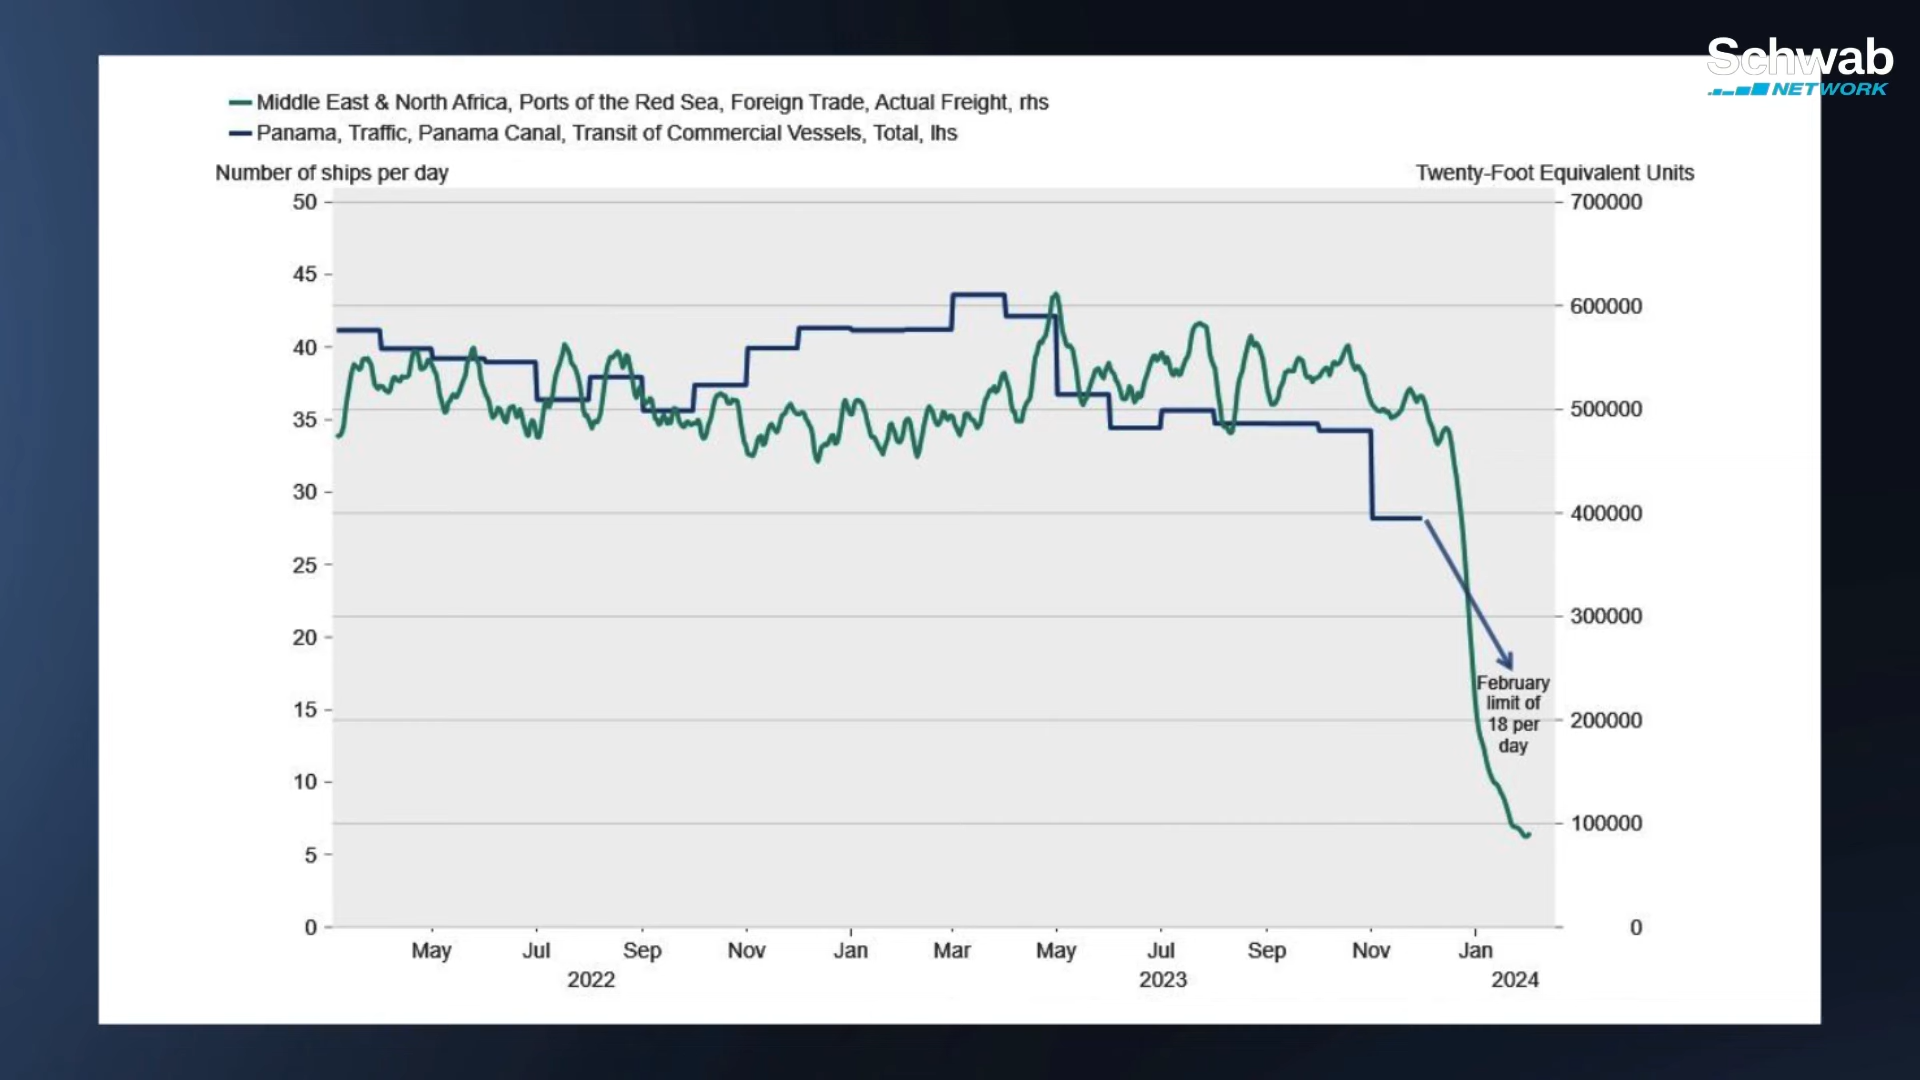 Schwab
NETWORK
Middle East & North Africa, Ports of the Red Sea, Foreign Trade, Actual Freight, rhs
Panama, Traffic, Panama Canal, Transit of Commercial Vessels, Total, lhs
Number of ships per day
Twenty-Foot Equivalent Units
50
45
40
35
30
25
20
15
10
5
0
700000
600000
500000
400000
300000
200000
100000
0
February
limit of
18 per
day
May Jul Sep Nov Jan Mar May Jul Sep Nov Jan
2022 2023 2024